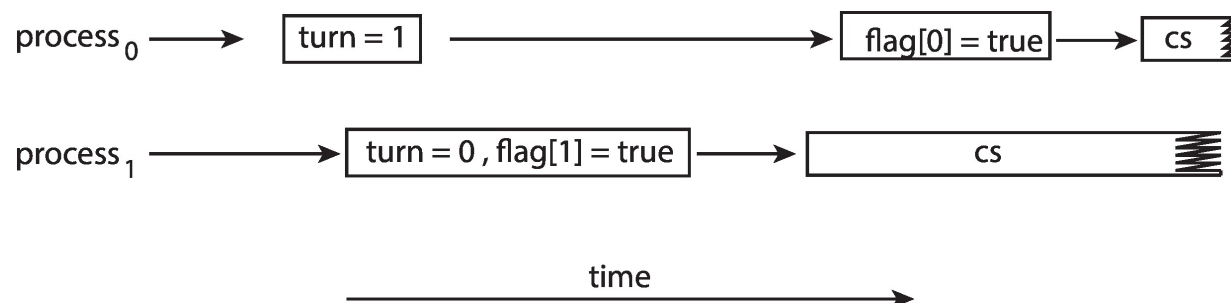 process₀ turn = 1 flag[0] = true cs
process₁ turn = 0 , flag[1] = true cs
time